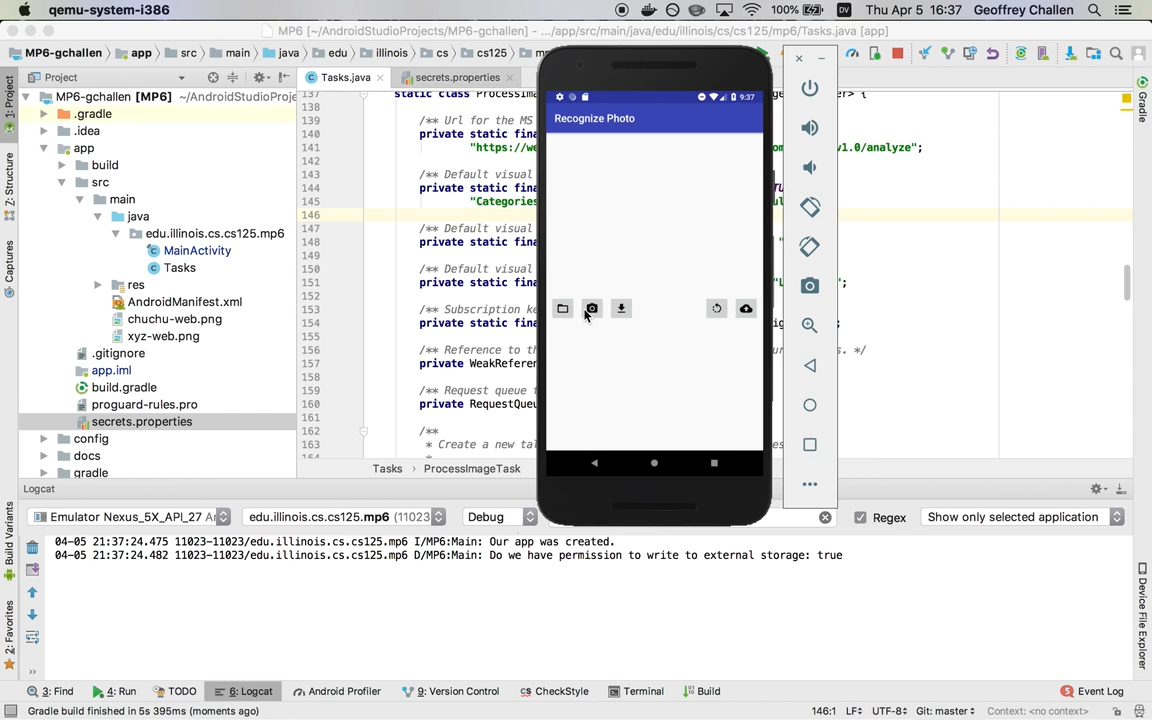 qemu-system-i386 100% DV Thu Apr 5 16:37 Geoffrey Challen
MP6 [~/AndroidStudioProjects/MP6-gchallen] - .../app/src/main/java/edu/illinois/cs/cs125/mp6/Tasks.java [app]
MP6-gchallen app src main java edu illinois cs cs125
Project
Tasks.java
secrets.properties
1: Project
Z: Structure
Captures
Build Variants
2: Favorites
Gradle
Device File Explorer
MP6-gchallen [MP6] ~/AndroidStudioProje
.gradle
.idea
app
build
src
main
java
edu.illinois.cs.cs125.mp6
MainActivity
Tasks
res
AndroidManifest.xml
chuchu-web.png
xyz-web.png
.gitignore
app.iml
build.gradle
proguard-rules.pro
secrets.properties
config
docs
gradle
137 static class
138
139 /** Url for the MS
140 private static fina
141 "https://we v1.0/analyze";
142
143 /** Default visual
144 private static fina
145 "Categories
146
147 /** Default visual
148 private static fina
149
150 /** Default visual
151 private static fina
152
153 /** Subscription ke
154 private static fina
155
156 /** Reference to th s. */
157 private WeakReferen
158
159 /** Request queue
160 private RequestQueu
161
162 /**
163 * Create a new tal
164
Tasks ProcessImageTask
9:37
Recognize Photo
Logcat
Emulator Nexus_5X_API_27 edu.illinois.cs.cs125.mp6 (11023 Debug Regex Show only selected application
04-05 21:37:24.475 11023-11023/edu.illinois.cs.cs125.mp6 I/MP6:Main: Our app was created.
04-05 21:37:24.482 11023-11023/edu.illinois.cs.cs125.mp6 D/MP6:Main: Do we have permission to write to external storage: true
3: Find 4: Run TODO 6: Logcat Android Profiler 9: Version Control CheckStyle Terminal Build 5 Event Log
Gradle build finished in 5s 395ms (moments ago) 146:1 LF UTF-8 Git: master Context: <no context>